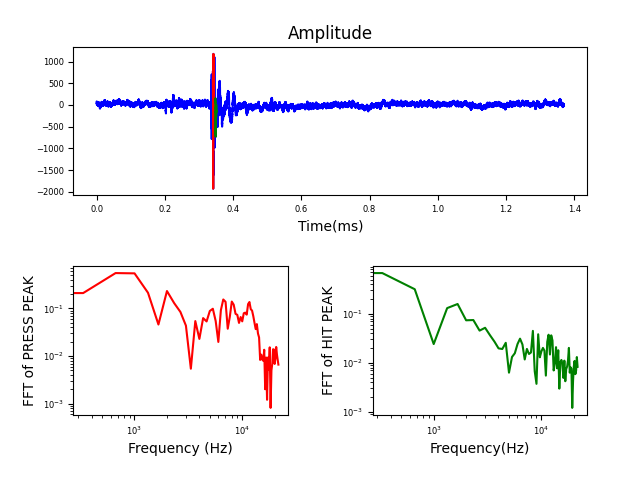 Amplitude
1000
500
0
−500
−1000
−1500
−2000
0.0 0.2 0.4 0.6 0.8 1.0 1.2 1.4
Time(ms)
FFT of PRESS PEAK
10⁻¹
10⁻²
10⁻³
10³ 10⁴
Frequency (Hz)
FFT of HIT PEAK
10⁻¹
10⁻²
10⁻³
10³ 10⁴
Frequency(Hz)